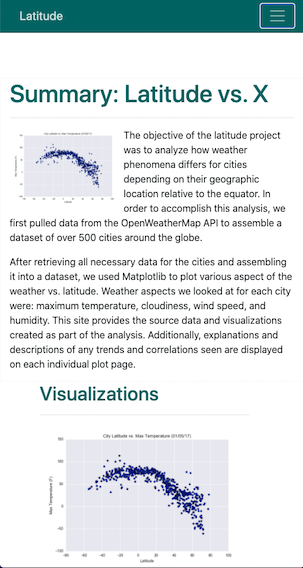 Latitude
Summary: Latitude vs. X
City Latitude vs. Max Temperature (01/05/17)
The objective of the latitude project
was to analyze how weather
phenomena differs for cities
depending on their geographic
location relative to the equator. In
order to accomplish this analysis, we
first pulled data from the OpenWeatherMap API to assemble a
dataset of over 500 cities around the globe.
After retrieving all necessary data for the cities and assembling
it into a dataset, we used Matplotlib to plot various aspect of the
weather vs. latitude. Weather aspects we looked at for each city
were: maximum temperature, cloudiness, wind speed, and
humidity. This site provides the source data and visualizations
created as part of the analysis. Additionally, explanations and
descriptions of any trends and correlations seen are displayed
on each individual plot page.
Visualizations
City Latitude vs. Max Temperature (01/05/17)
150
100
50
0
-50
-100
Max Temperature (F)
-80 -60 -40 -20 0 20 40 60 80 100
Latitude